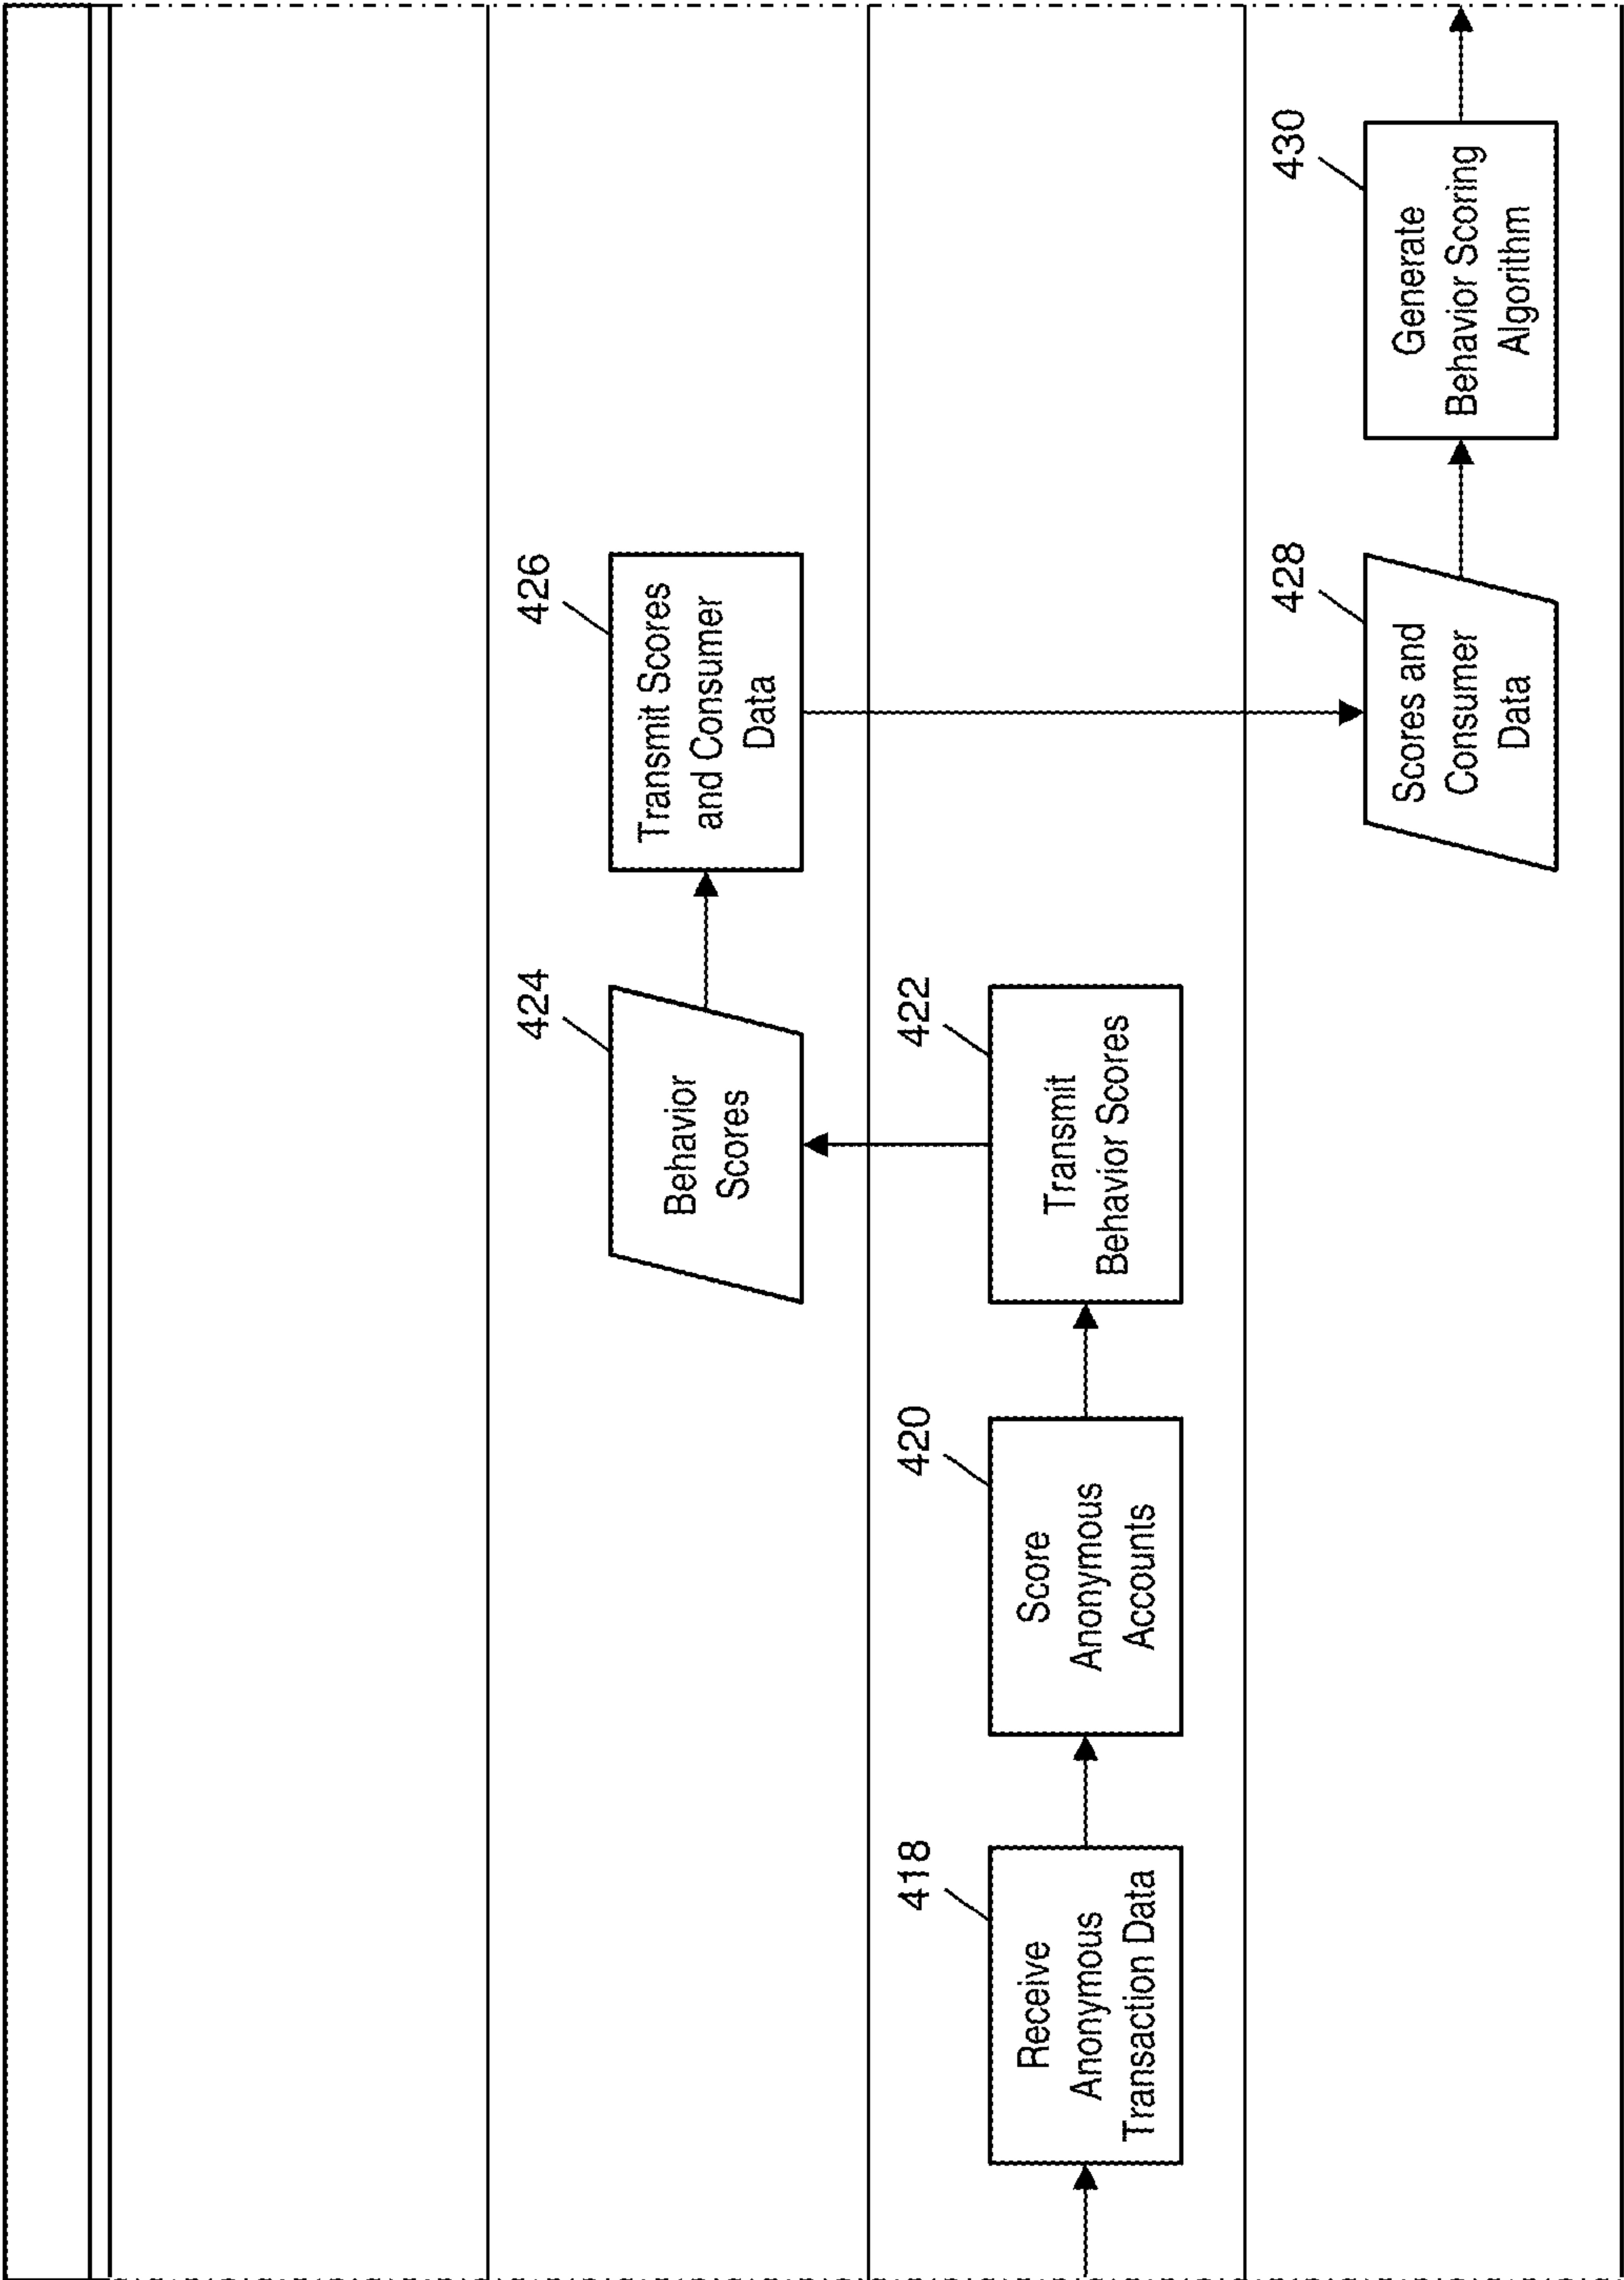 418
Receive
Anonymous
Transaction Data
420
Score
Anonymous
Accounts
422
Transmit
Behavior Scores
424
Behavior
Scores
426
Transmit Scores
and Consumer
Data
428
Scores and
Consumer
Data
430
Generate
Behavior Scoring
Algorithm